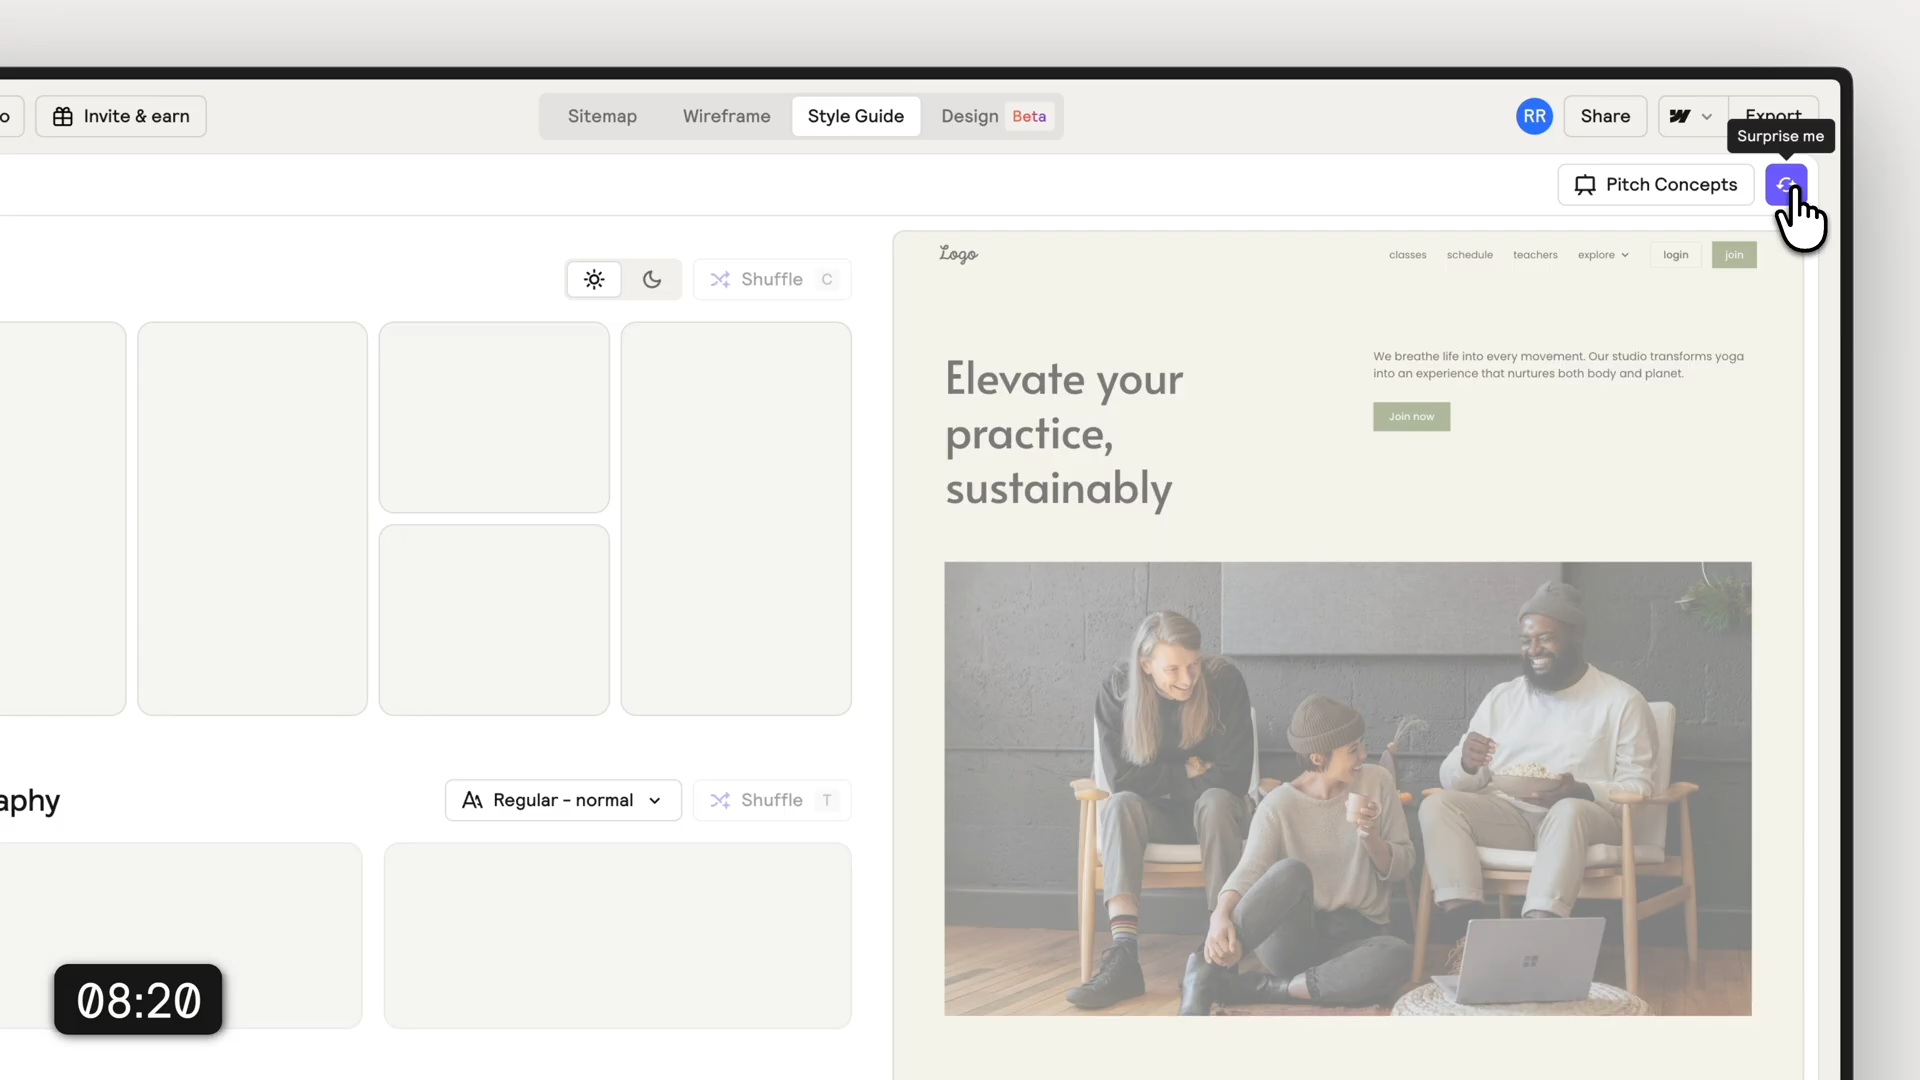 o
Invite & earn
Sitemap
Wireframe
Style Guide
Design
Beta
RR
Share
Export
Surprise me
Pitch Concepts
Shuffle
C
Logo
classes
schedule
teachers
explore
login
join
Elevate your
practice,
sustainably
We breathe life into every movement. Our studio transforms yoga
into an experience that nurtures both body and planet.
Join now
aphy
Regular - normal
Shuffle
T
08:20